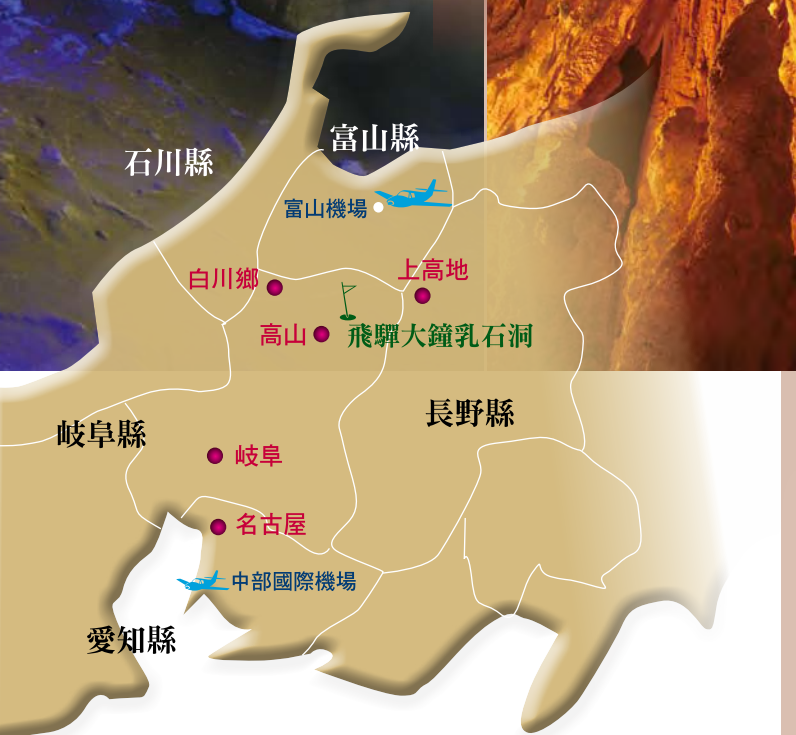 富山縣
石川縣
富山機場
白川鄉
上高地
高山
飛驒大鐘乳石洞
長野縣
岐阜縣
岐阜
名古屋
中部國際機場
愛知縣